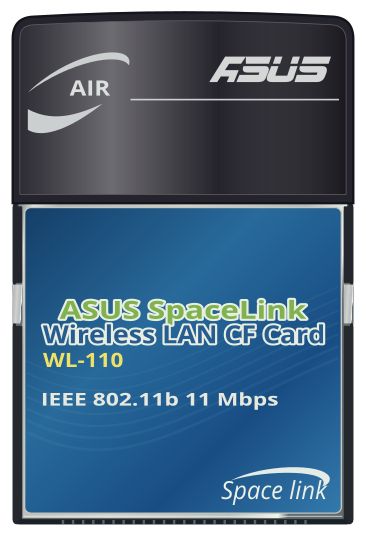 AIR
ASUS
ASUS SpaceLink
Wireless LAN CF Card
WL-110
IEEE 802.11b 11 Mbps
Space link